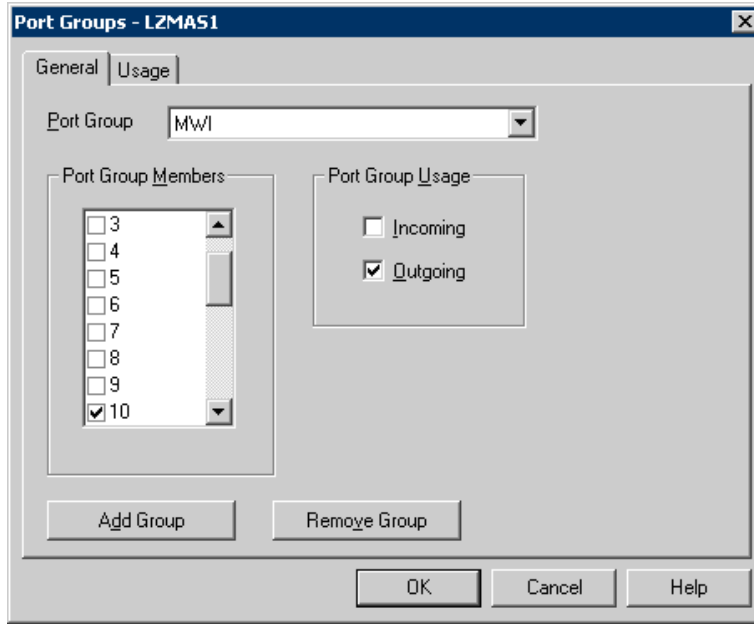 Port Groups - LZMAS1
General Usage
Port Group MWI
Port Group Members
3
4
5
6
7
8
9
10
Port Group Usage
Incoming
Outgoing
Add Group Remove Group
OK Cancel Help